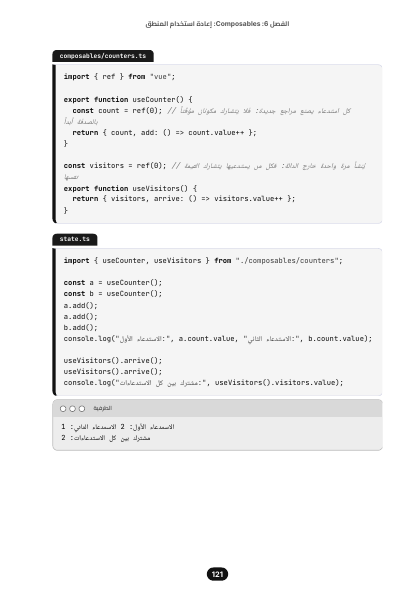 الفصل 6: Composables: إعادة استخدام المنطق
composables/counters.ts
import { ref } from "vue";
export function useCounter() {
const count = ref(0); // كل استدعاء يصنع مراجع جديدة: فلا يتشارك مكوّنان مؤقتاً
بالصدفة أبداً
return { count, add: () => count.value++ };
}
const visitors = ref(0); // يُنشأ مرة واحدة خارج الدالة: فكل من يستدعيها يتشارك القيمة
نفسها
export function useVisitors() {
return { visitors, arrive: () => visitors.value++ };
}
state.ts
import { useCounter, useVisitors } from "./composables/counters";
const a = useCounter();
const b = useCounter();
a.add();
a.add();
b.add();
console.log("الاستدعاء الأول:", a.count.value, "الاستدعاء الثاني:", b.count.value);
useVisitors().arrive();
useVisitors().arrive();
console.log("مشترك بين كل الاستدعاءات:", useVisitors().visitors.value);
الطرفية
الاستدعاء الأول: 2 الاستدعاء الثاني: 1
مشترك بين كل الاستدعاءات: 2
121